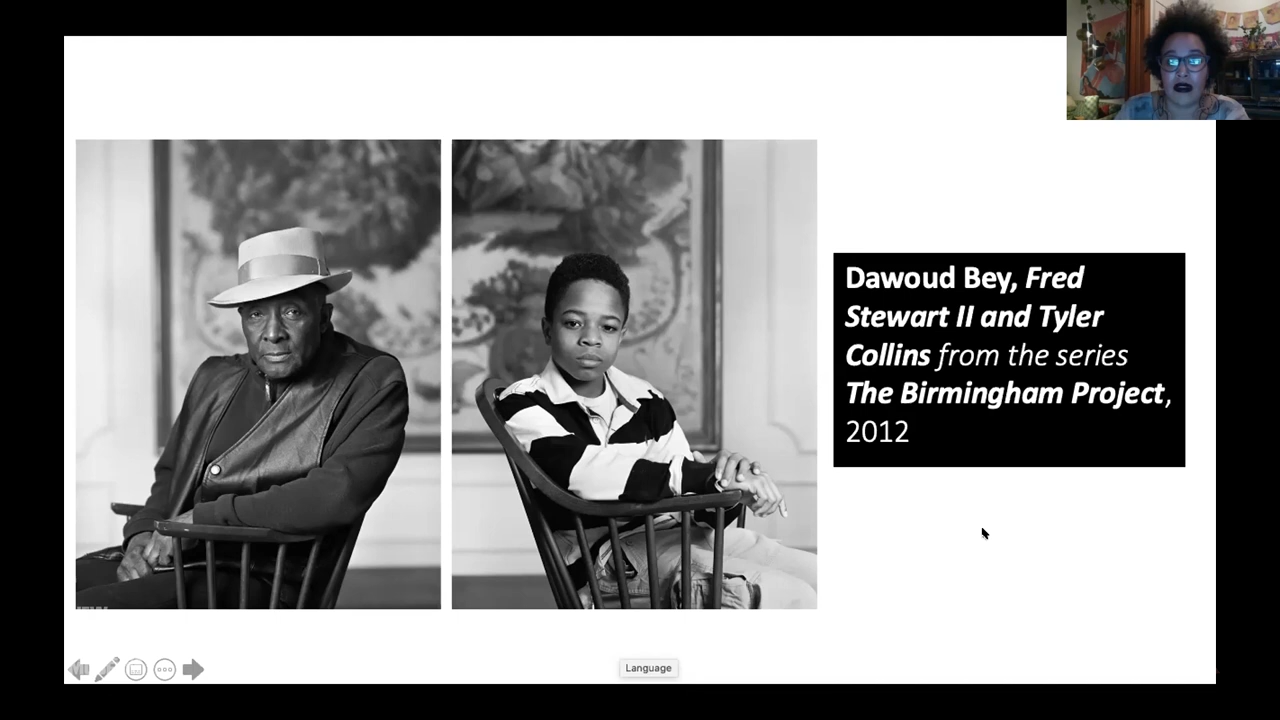 Dawoud Bey, Fred
Stewart II and Tyler
Collins from the series
The Birmingham Project,
2012
Language